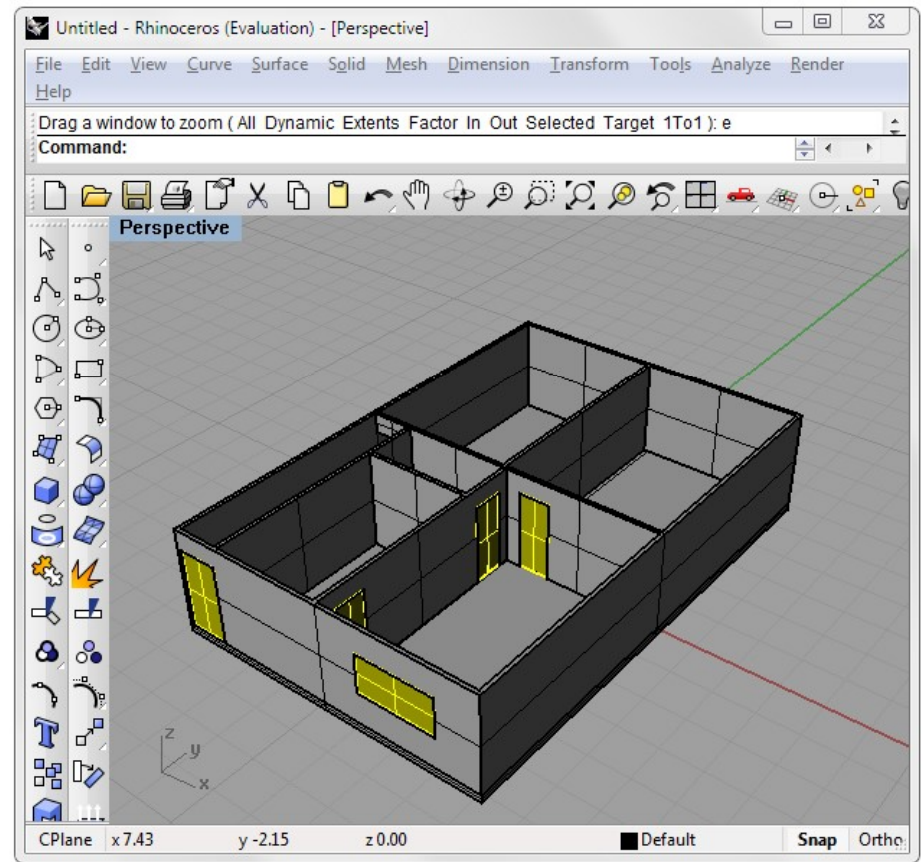 Untitled - Rhinoceros (Evaluation) - [Perspective]
File Edit View Curve Surface Solid Mesh Dimension Transform Tools Analyze Render
Help
Drag a window to zoom ( All Dynamic Extents Factor In Out Selected Target 1To1 ): e
Command:
Perspective
z
y
x
CPlane x 7.43 y -2.15 z 0.00 Default Snap Ortho